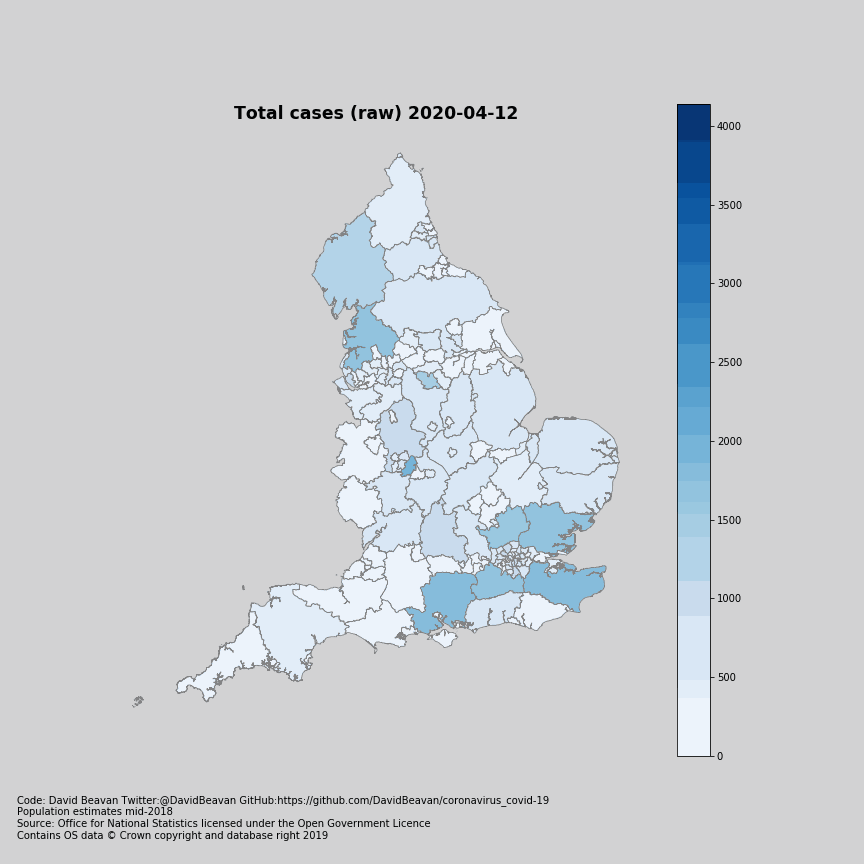 Total cases (raw) 2020-04-12
4000
3500
3000
2500
2000
1500
1000
500
0
Code: David Beavan Twitter:@DavidBeavan GitHub:https://github.com/DavidBeavan/coronavirus_covid-19
Population estimates mid-2018
Source: Office for National Statistics licensed under the Open Government Licence
Contains OS data © Crown copyright and database right 2019